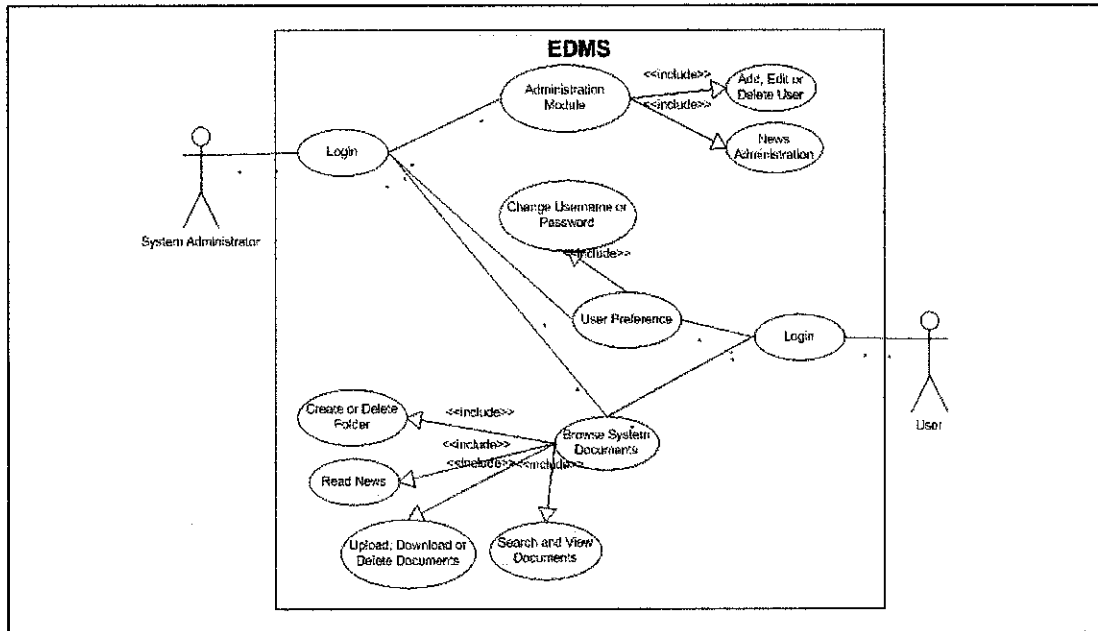 EDMS
Administration
Module
<<include>>
<<include>>
Add, Edit or
Delete User
News
Administration
Login
System Administrator
Change Username or
Password
<<include>>
User Preference
Login
User
Create or Delete
Folder
<<include>>
<<include>>
<<include>>
<<include>>
Browse System
Documents
Read News
Upload, Download or
Delete Documents
Search and View
Documents